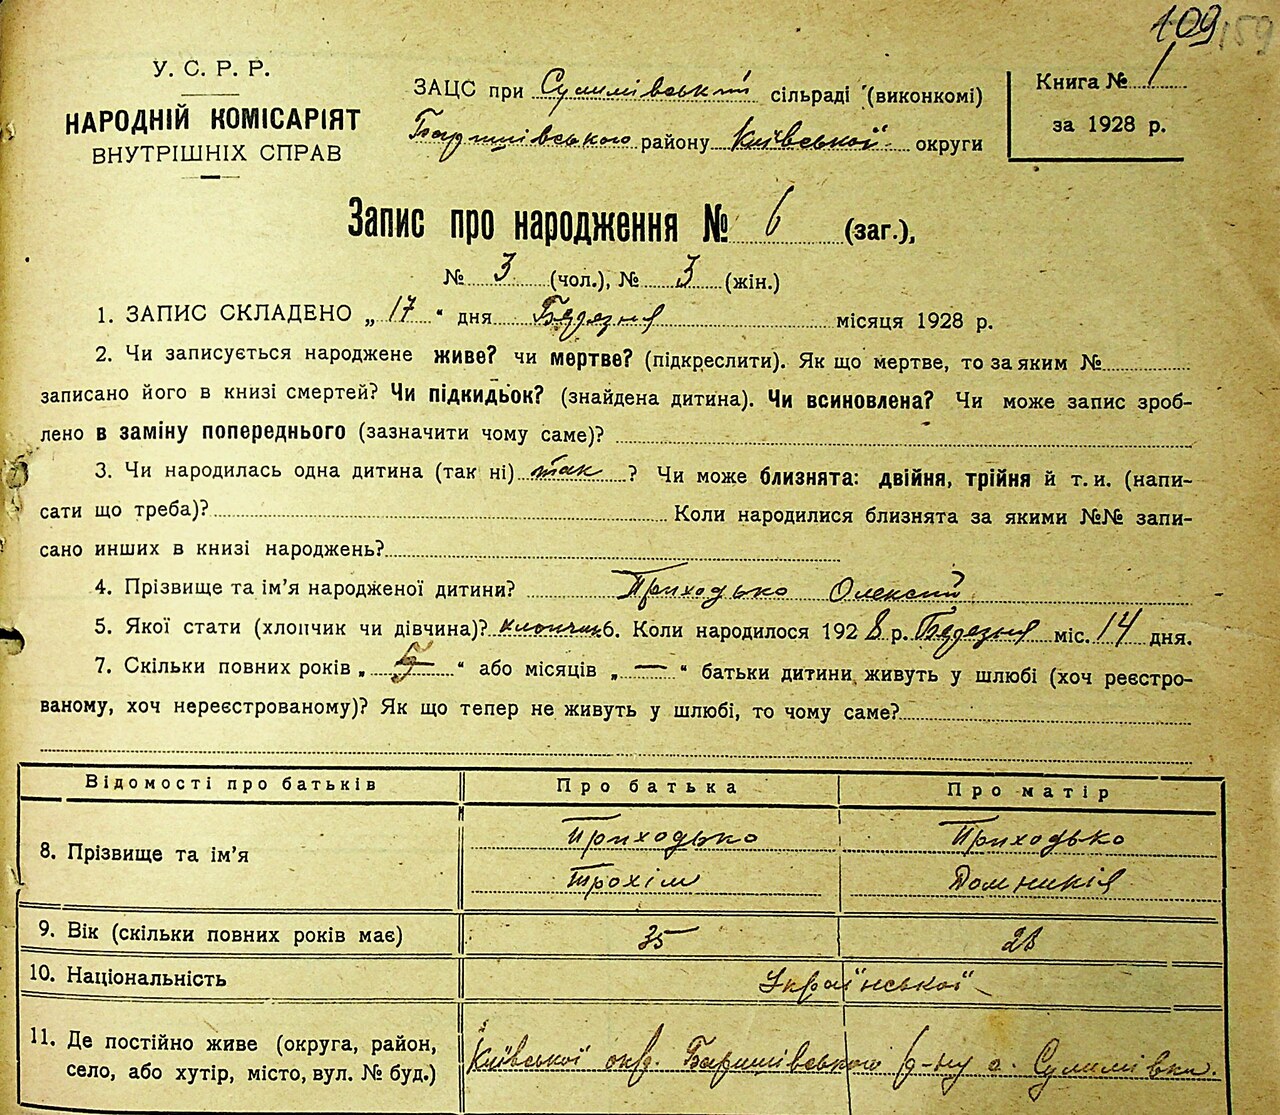 109 159
У. С. Р. Р.
НАРОДНІЙ КОМІСАРІЯТ
ВНУТРІШНІХ СПРАВ
ЗАЦС при Сулимівський сільраді (виконкомі)
Баришівського району Київської округи
Книга № 1
за 1928 р.
Запис про народження № 6 (заг.),
№ 3 (чол.), № 3 (жін.)
1. ЗАПИС СКЛАДЕНО „ 17 “ дня Березня місяця 1928 р.
2. Чи записується народжене живе? чи мертве? (підкреслити). Як що мертве, то за яким №
записано його в книзі смертей? Чи підкидьок? (знайдена дитина). Чи всиновлена? Чи може запис зроб-
лено в заміну попереднього (зазначити чому саме)?
3. Чи народилась одна дитина (так ні) так ? Чи може близнята: двійня, трійня й т. и. (напи-
сати що треба)? Коли народилися близнята за якими №№ запи-
сано инших в книзі народжень?
4. Прізвище та ім’я народженої дитини? Приходько Олексій
5. Якої стати (хлопчик чи дівчина)? хлопчик 6. Коли народилося 1928 р. Березня міс. 14 дня.
7. Скільки повних років „ 5 “ або місяців „ — “ батьки дитини живуть у шлюбі (хоч реєстро-
ваному, хоч нереєстрованому)? Як що тепер не живуть у шлюбі, то чому саме?
Відомості про батьків Про батька Про матір
8. Прізвище та ім’я Приходько Приходько
Трохім Домникія
9. Вік (скільки повних років має) 35 28
10. Національність Української
11. Де постійно живе (округа, район,
село, або хутір, місто, вул. № буд.) Київської окр. Баришівського р-ну с. Сулимівки.